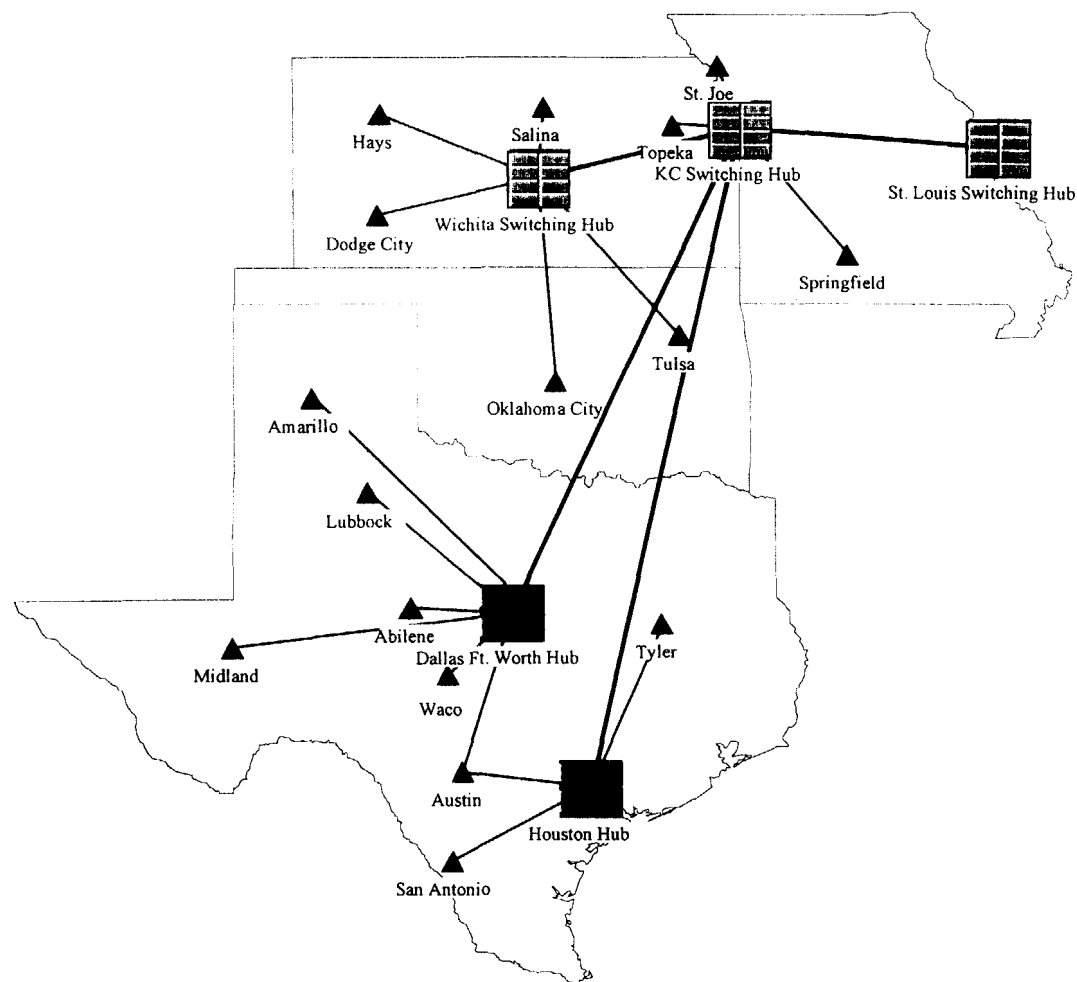 St. Joe
Hays
Salina
Topeka
KC Switching Hub
St. Louis Switching Hub
Dodge City
Wichita Switching Hub
Springfield
Tulsa
Oklahoma City
Amarillo
Lubbock
Abilene
Tyler
Dallas Ft. Worth Hub
Midland
Waco
Austin
Houston Hub
San Antonio